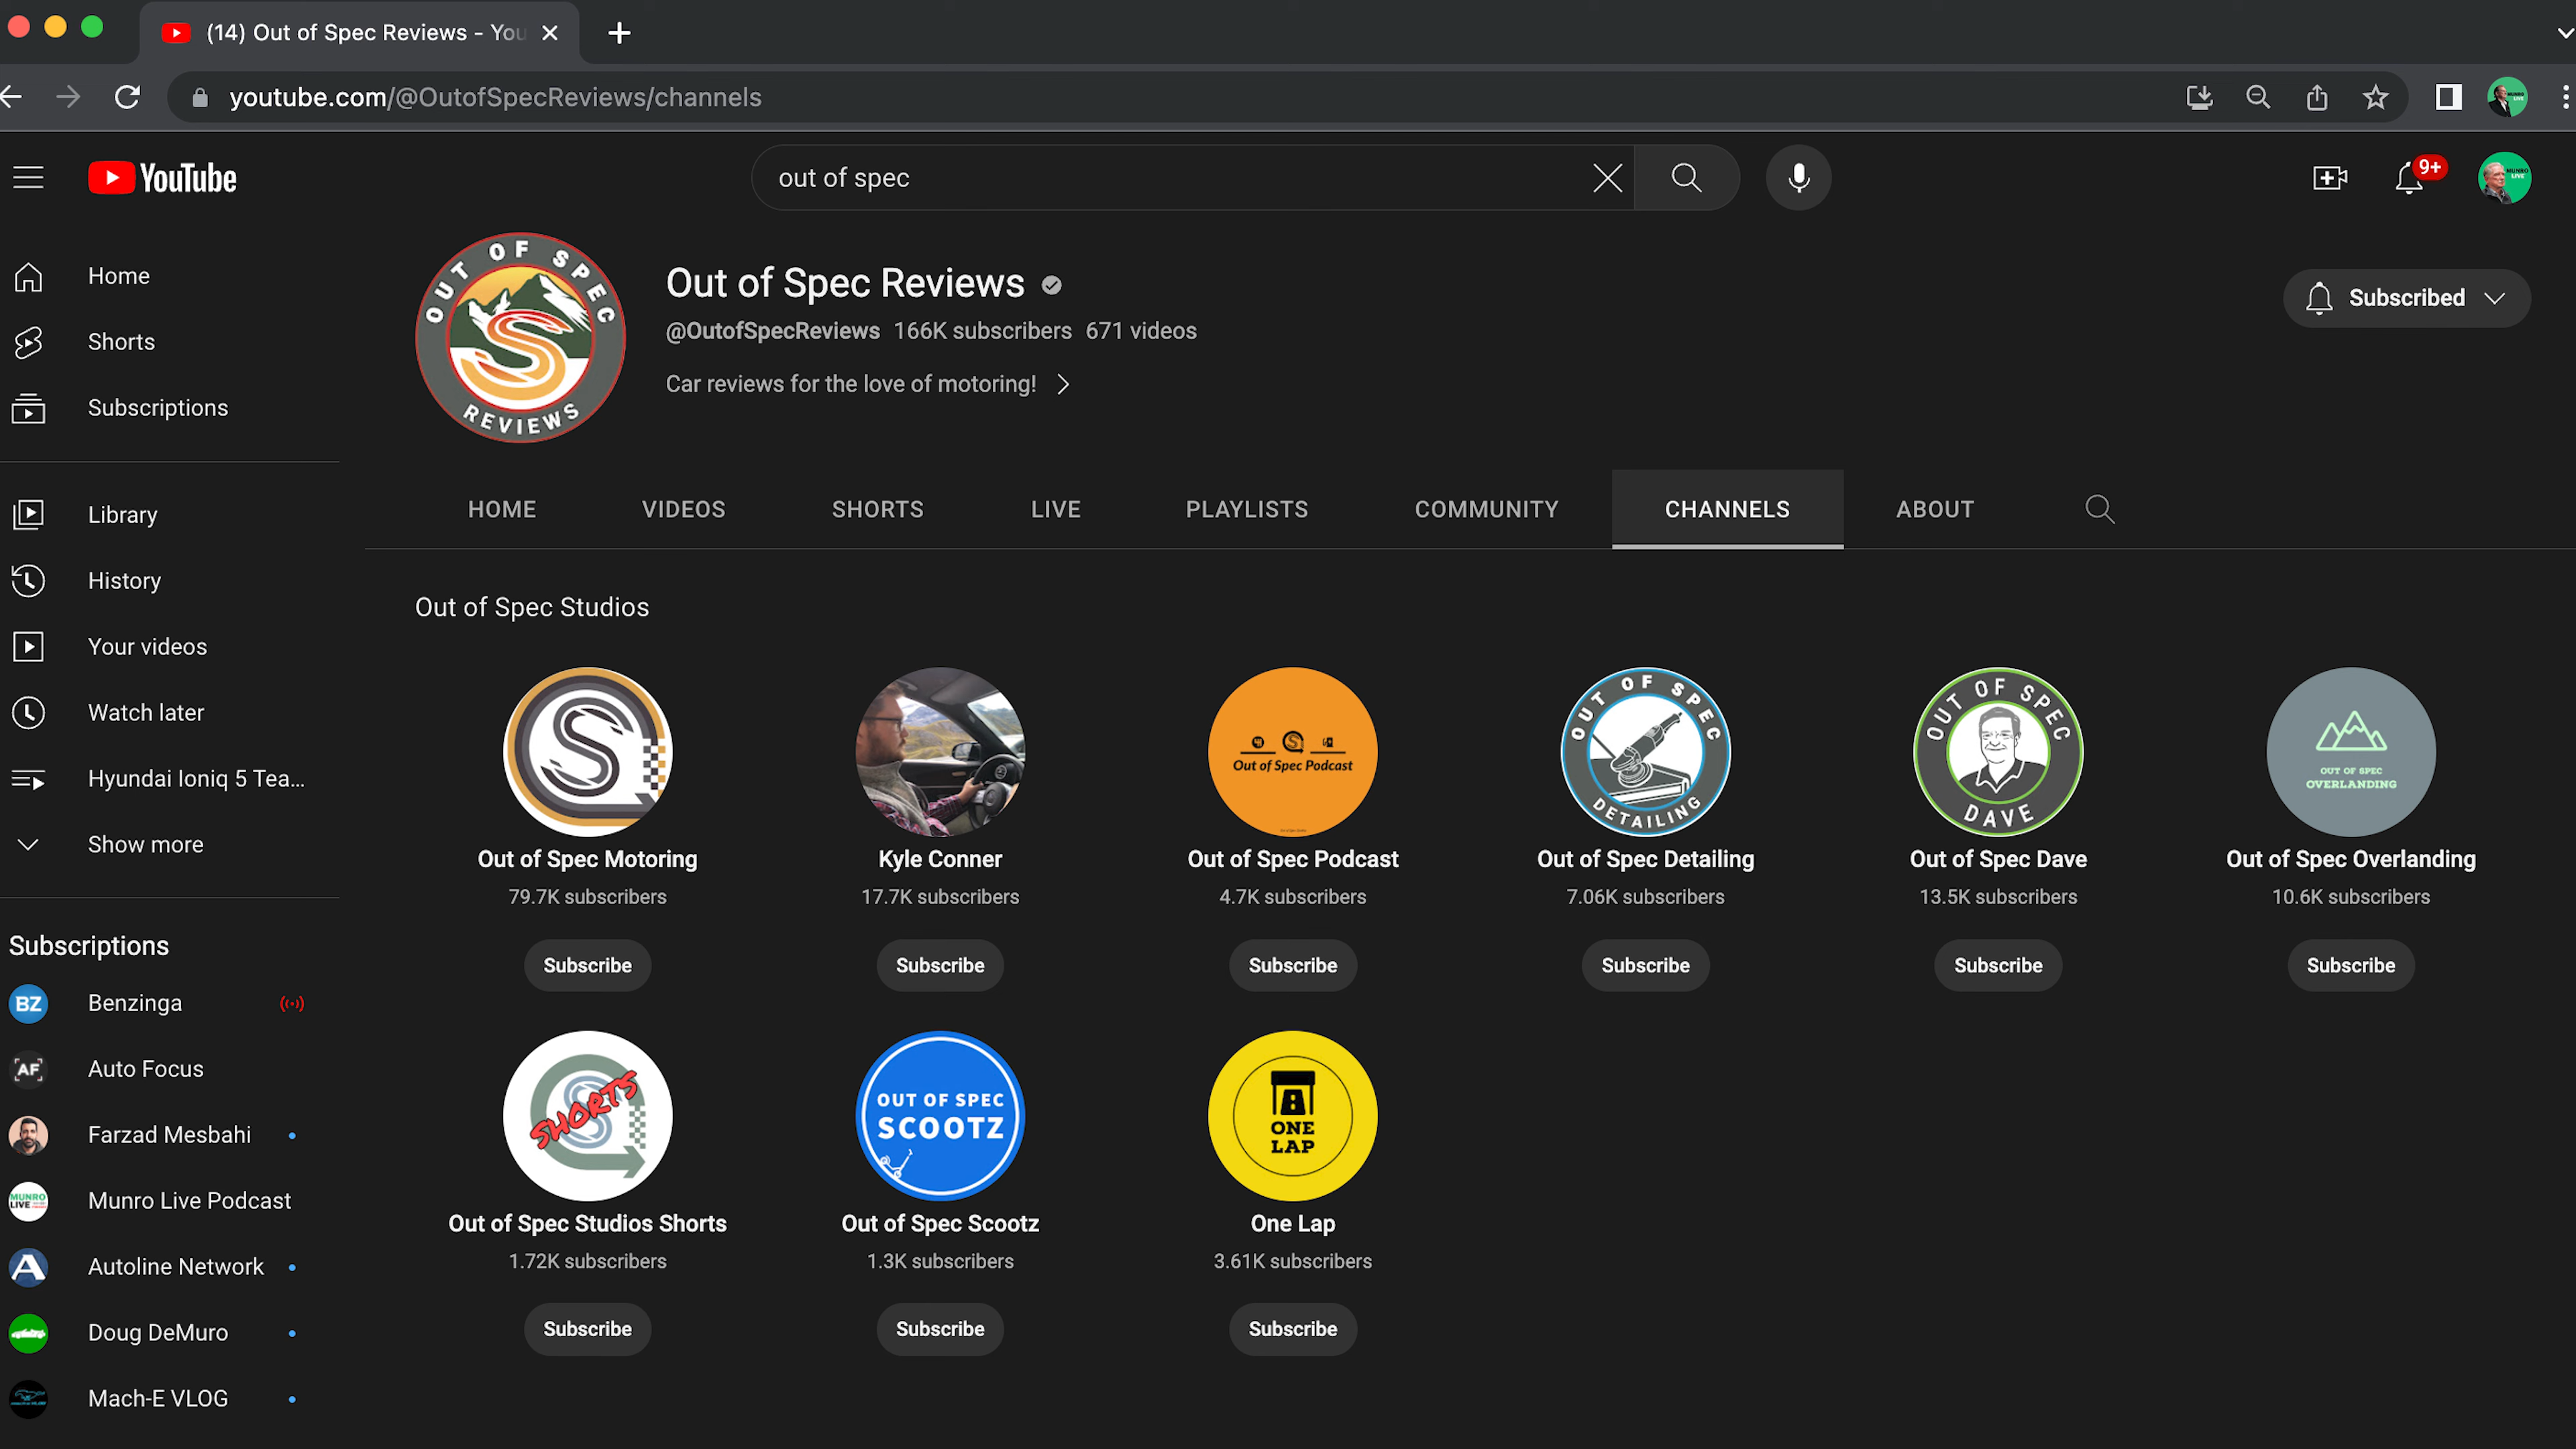 (14) Out of Spec Reviews - You
youtube.com/@OutofSpecReviews/channels
YouTube
out of spec
9+
MUNRO LIVE
Home
Shorts
Subscriptions
Library
History
Your videos
Watch later
Hyundai Ioniq 5 Tea...
Show more
Subscriptions
BZ Benzinga
AF Auto Focus
Farzad Mesbahi
MUNRO LIVE Munro Live Podcast
A Autoline Network
Doug DeMuro
Mach-E VLOG
OUT OF SPEC
S
REVIEWS
Out of Spec Reviews
@OutofSpecReviews 166K subscribers 671 videos
Car reviews for the love of motoring!
Subscribed
HOME VIDEOS SHORTS LIVE PLAYLISTS COMMUNITY CHANNELS ABOUT
Out of Spec Studios
S
Out of Spec Motoring
79.7K subscribers
Subscribe
Kyle Conner
17.7K subscribers
Subscribe
S
Out of Spec Podcast
Out of Spec Podcast
4.7K subscribers
Subscribe
OUT OF SPEC
DETAILING
Out of Spec Detailing
7.06K subscribers
Subscribe
OUT OF SPEC
DAVE
Out of Spec Dave
13.5K subscribers
Subscribe
OUT OF SPEC
OVERLANDING
Out of Spec Overlanding
10.6K subscribers
Subscribe
S
SHORTS
Out of Spec Studios Shorts
1.72K subscribers
Subscribe
OUT OF SPEC
SCOOTZ
Out of Spec Scootz
1.3K subscribers
Subscribe
ONE
LAP
One Lap
3.61K subscribers
Subscribe